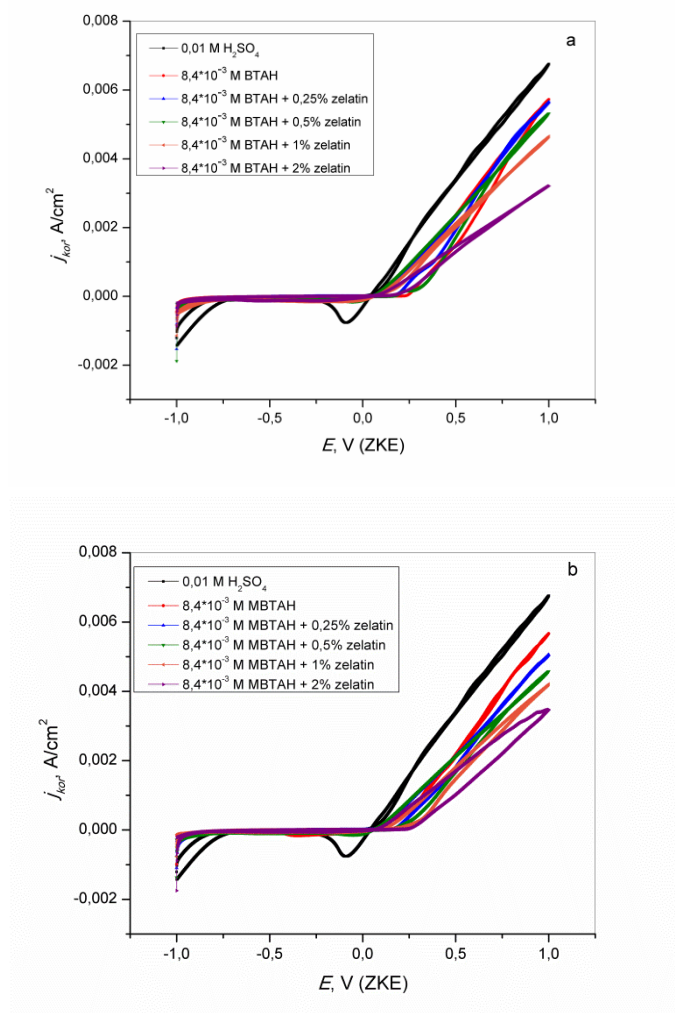 0,008
0,006
0,004
0,002
0,000
-0,002
a
0,01 M H₂SO₄
8,4*10⁻³ M BTAH
8,4*10⁻³ M BTAH + 0,25% zelatin
8,4*10⁻³ M BTAH + 0,5% zelatin
8,4*10⁻³ M BTAH + 1% zelatin
8,4*10⁻³ M BTAH + 2% zelatin
j_kor, A/cm²
-1,0 -0,5 0,0 0,5 1,0
E, V (ZKE)
0,008
0,006
0,004
0,002
0,000
-0,002
b
0,01 M H₂SO₄
8,4*10⁻³ M MBTAH
8,4*10⁻³ M MBTAH + 0,25% zelatin
8,4*10⁻³ M MBTAH + 0,5% zelatin
8,4*10⁻³ M MBTAH + 1% zelatin
8,4*10⁻³ M MBTAH + 2% zelatin
j_kor, A/cm²
-1,0 -0,5 0,0 0,5 1,0
E, V (ZKE)